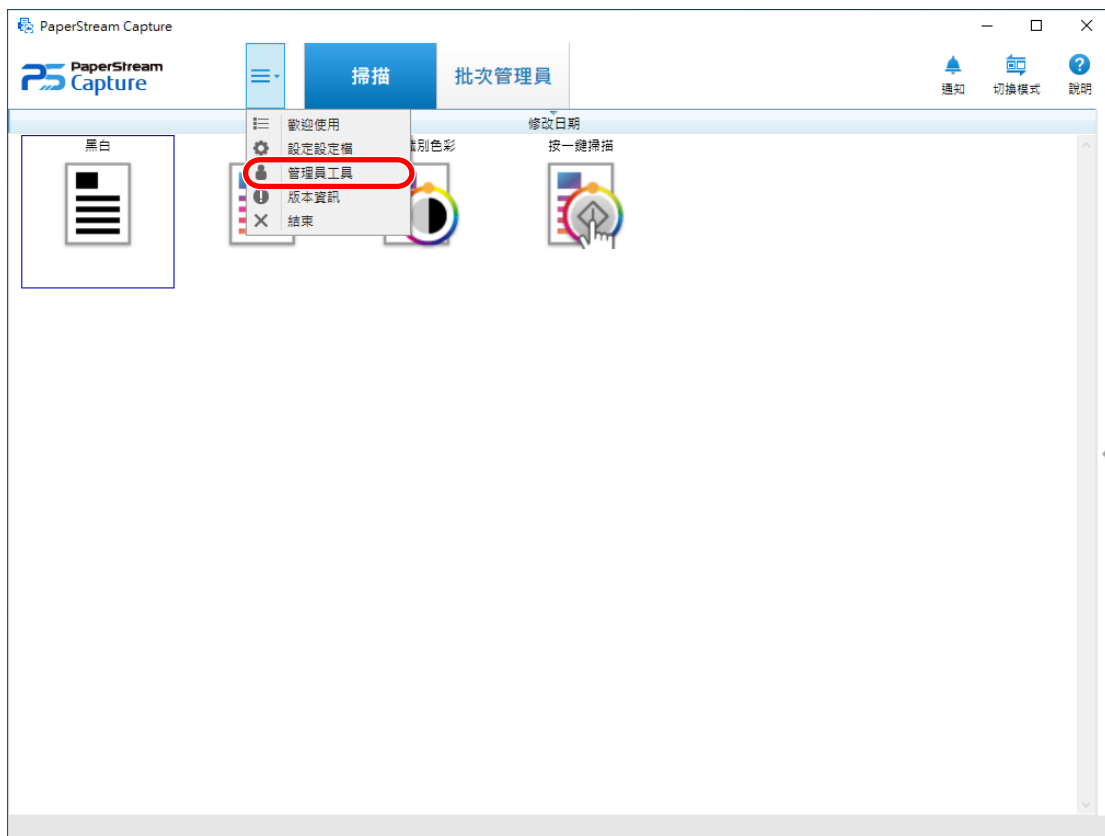 PaperStream Capture
PaperStream
Capture
掃描
批次管理員
通知
切換模式
說明
修改日期
歡迎使用
設定設定檔
管理員工具
版本資訊
結束
黑白
識別色彩
按一鍵掃描